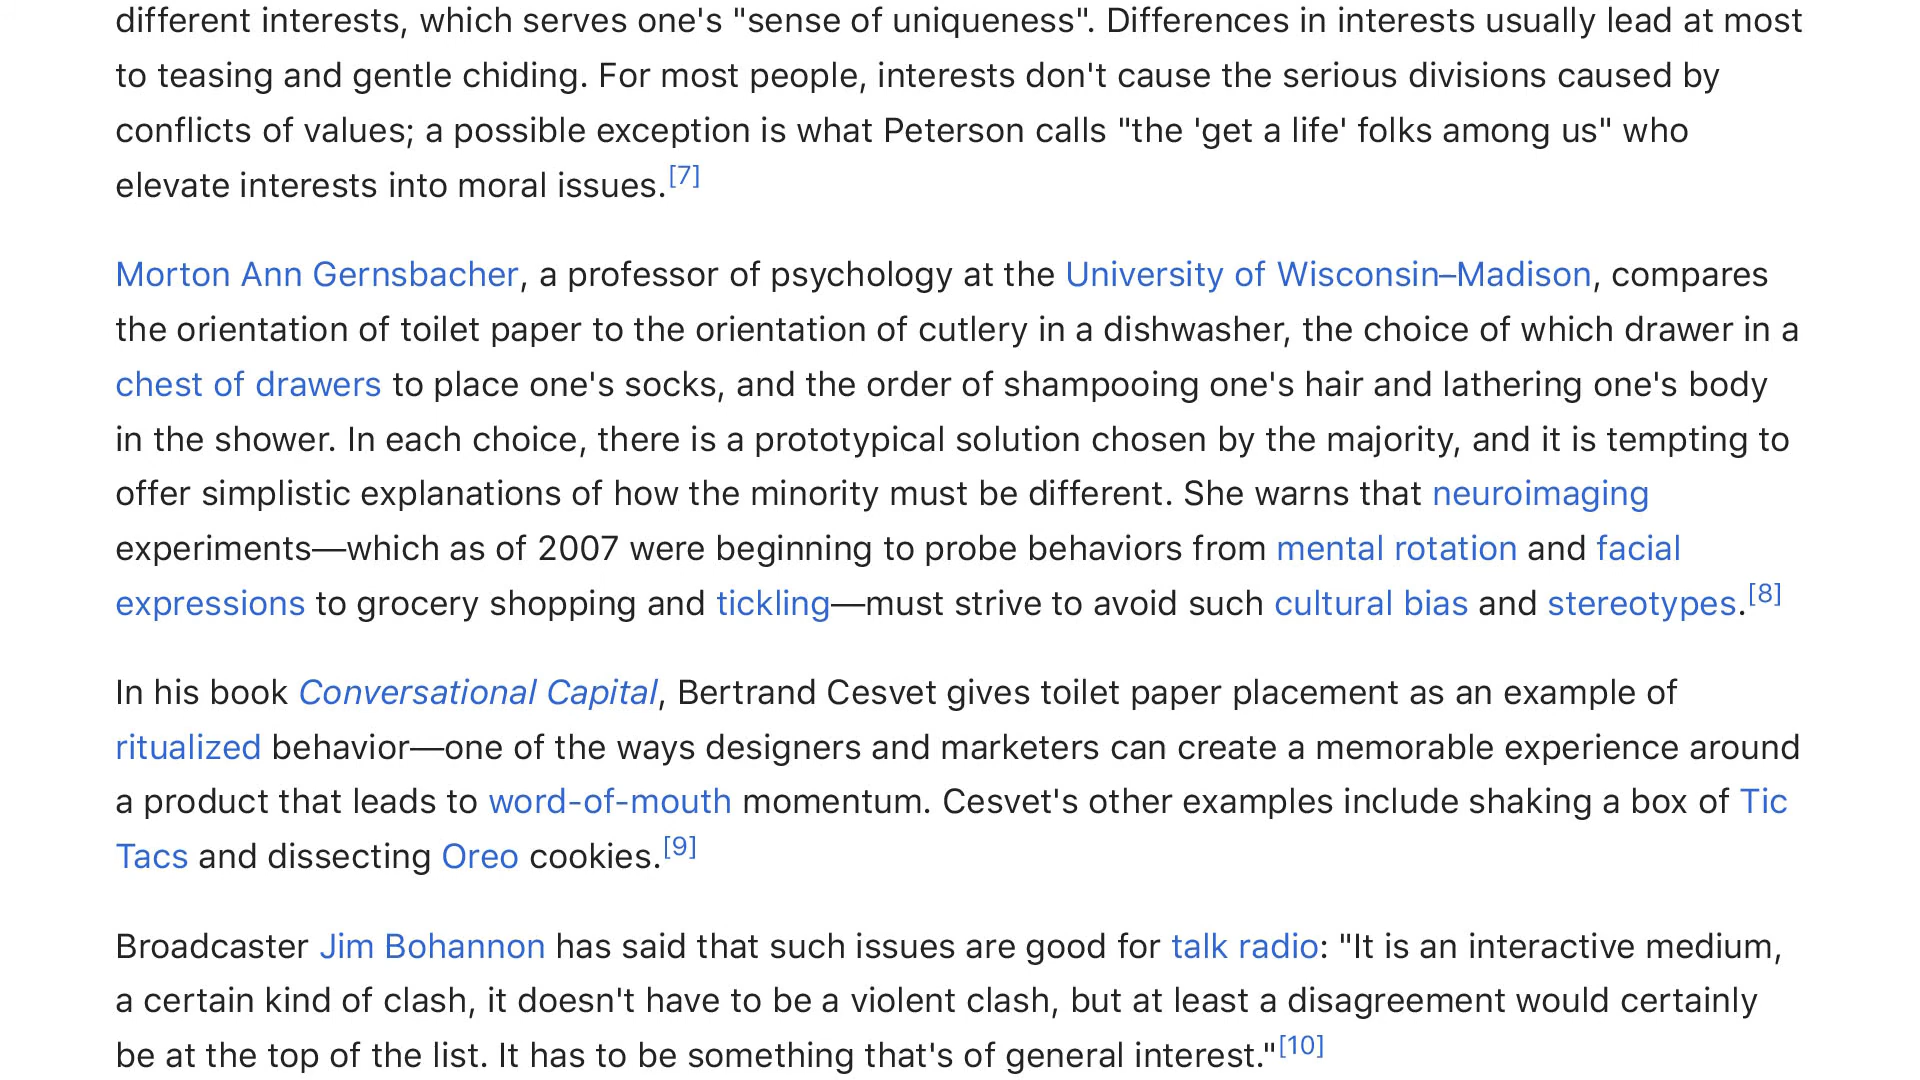 different interests, which serves one's "sense of uniqueness". Differences in interests usually lead at most
to teasing and gentle chiding. For most people, interests don't cause the serious divisions caused by
conflicts of values; a possible exception is what Peterson calls "the 'get a life' folks among us" who
elevate interests into moral issues.[7]
Morton Ann Gernsbacher, a professor of psychology at the University of Wisconsin–Madison, compares
the orientation of toilet paper to the orientation of cutlery in a dishwasher, the choice of which drawer in a
chest of drawers to place one's socks, and the order of shampooing one's hair and lathering one's body
in the shower. In each choice, there is a prototypical solution chosen by the majority, and it is tempting to
offer simplistic explanations of how the minority must be different. She warns that neuroimaging
experiments—which as of 2007 were beginning to probe behaviors from mental rotation and facial
expressions to grocery shopping and tickling—must strive to avoid such cultural bias and stereotypes.[8]
In his book Conversational Capital, Bertrand Cesvet gives toilet paper placement as an example of
ritualized behavior—one of the ways designers and marketers can create a memorable experience around
a product that leads to word-of-mouth momentum. Cesvet's other examples include shaking a box of Tic
Tacs and dissecting Oreo cookies.[9]
Broadcaster Jim Bohannon has said that such issues are good for talk radio: "It is an interactive medium,
a certain kind of clash, it doesn't have to be a violent clash, but at least a disagreement would certainly
be at the top of the list. It has to be something that's of general interest."[10]